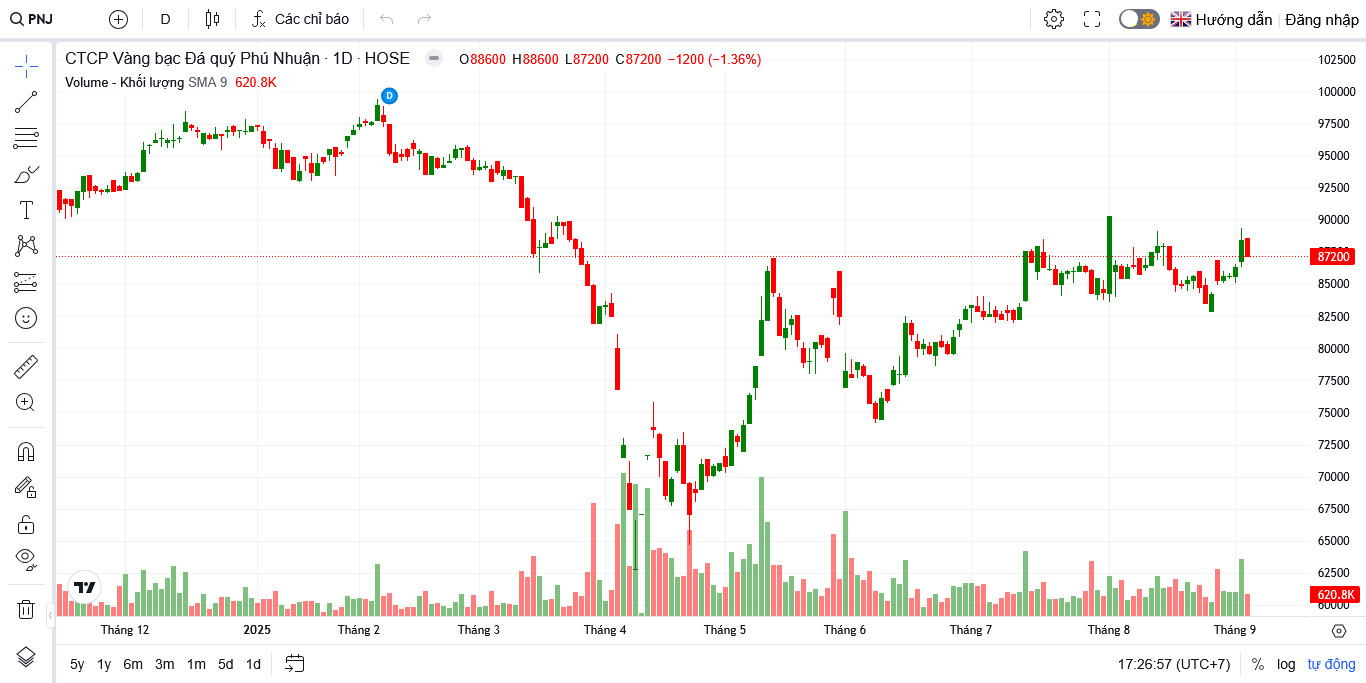 PNJ D Các chỉ báo Hướng dẫn Đăng nhập
CTCP Vàng bạc Đá quý Phú Nhuận · 1D · HOSE O88600 H88600 L87200 C87200 −1200 (−1.36%)
Volume - Khối lượng SMA 9 620.8K
D
102500
100000
97500
95000
92500
90000
87200
85000
82500
80000
77500
75000
72500
70000
67500
65000
62500
620.8K
60000
Tháng 12 2025 Tháng 2 Tháng 3 Tháng 4 Tháng 5 Tháng 6 Tháng 7 Tháng 8 Tháng 9
5y 1y 6m 3m 1m 5d 1d 17:26:57 (UTC+7) % log tự động